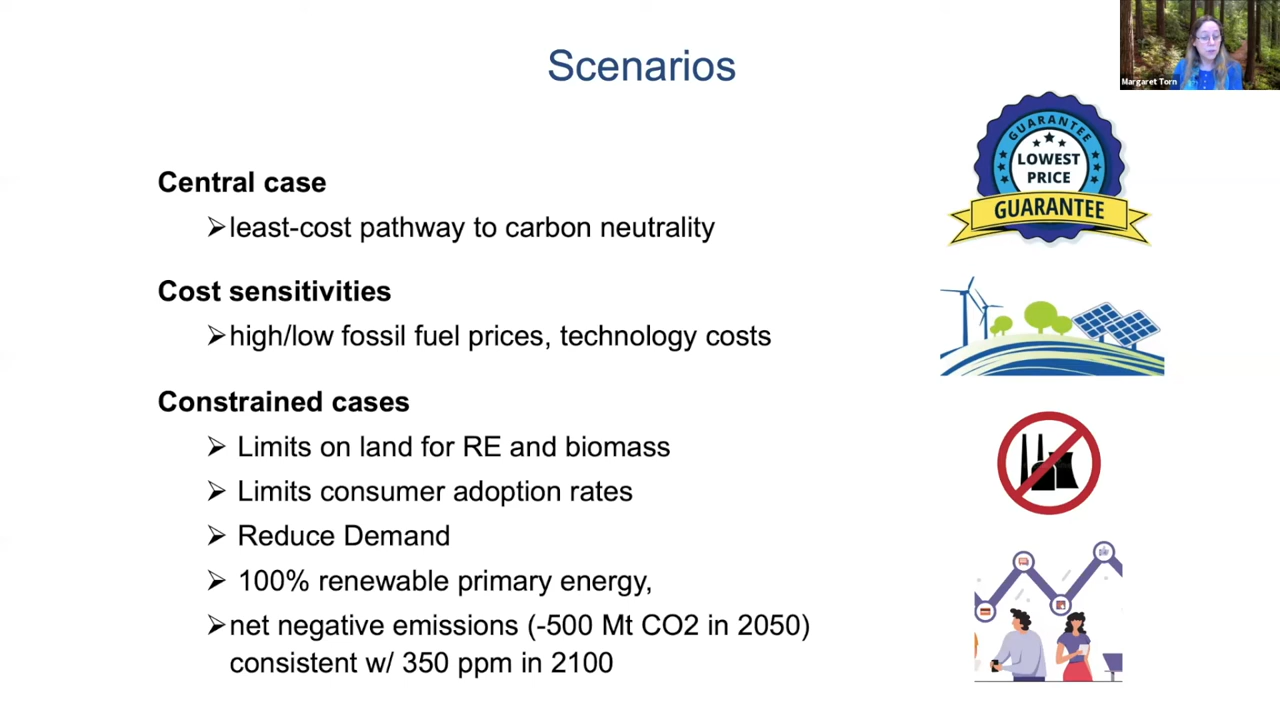 Scenarios
Margaret Torn
GUARANTEE
LOWEST
PRICE
GUARANTEE
Central case
➢least-cost pathway to carbon neutrality
Cost sensitivities
➢high/low fossil fuel prices, technology costs
Constrained cases
➢ Limits on land for RE and biomass
➢ Limits consumer adoption rates
➢ Reduce Demand
➢ 100% renewable primary energy,
➢net negative emissions (-500 Mt CO2 in 2050)
consistent w/ 350 ppm in 2100